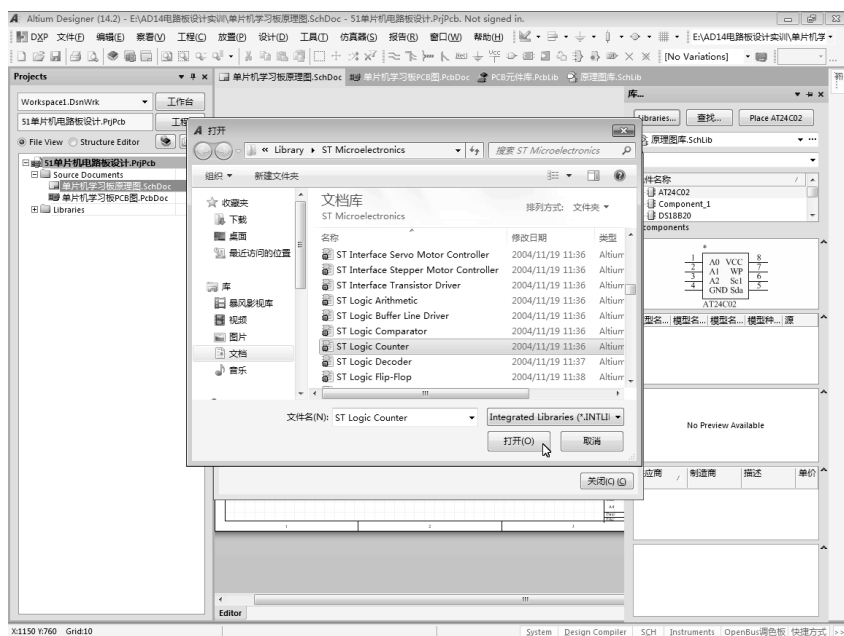 Altium Designer (14.2) - E:\AD14电路板设计实训\单片机学习板原理图.SchDoc - 51单片机学习板.PrjPcb. Not signed in.
DXP 文件(F) 编辑(E) 察看(V) 工程(C) 放置(P) 设计(D) 工具(T) 仿真器(S) 报告(R) 窗口(W) 帮助(H) E:\AD14电路板设计实训\单片机学
[No Variations]
Projects
单片机学习板原理图.SchDoc 单片机学习板PCB图.PcbDoc PCB元件库.PcbLib 原理图库.SchLib
Workspace1.DsnWrk 工作台
51单片机学习板.PrjPcb 工程
File View Structure Editor
51单片机电路板设计.PrjPcb
Source Documents
单片机学习板原理图.SchDoc
单片机学习板PCB图.PcbDoc
Libraries
打开
« Library ST Microelectronics
搜索 ST Microelectronics
组织 新建文件夹
收藏夹
下载
桌面
最近访问的位置
库
暴风影视库
视频
图片
文档
音乐
文档库
ST Microelectronics
排列方式: 文件夹
名称 修改日期 类型
ST Interface Servo Motor Controller 2004/11/19 11:36 Altium
ST Interface Stepper Motor Controller 2004/11/19 11:36 Altium
ST Interface Transistor Driver 2004/11/19 11:36 Altium
ST Logic Arithmetic 2004/11/19 11:36 Altium
ST Logic Buffer Line Driver 2004/11/19 11:36 Altium
ST Logic Comparator 2004/11/19 11:36 Altium
ST Logic Counter 2004/11/19 11:36 Altium
ST Logic Decoder 2004/11/19 11:37 Altium
ST Logic Flip-Flop 2004/11/19 11:38 Altium
文件名(N): ST Logic Counter
Integrated Libraries (*.INTLI
打开(O) 取消
关闭(C) (C)
库...
Libraries... 查找... Place AT24C02
原理图库.SchLib
件名称
AT24C02
Component_1
DS18B20
components
*
1 A0 VCC 8
2 A1 WP 7
3 A2 Scl 6
4 GND Sda 5
AT24C02
型名... 模型名... 模型名... 模型种... 源
No Preview Available
应商 制造商 描述 单价
1 2 3
Editor
X:1150 Y:760 Grid:10
System Design Compiler SCH Instruments OpenBus调色板 快捷方式 >>